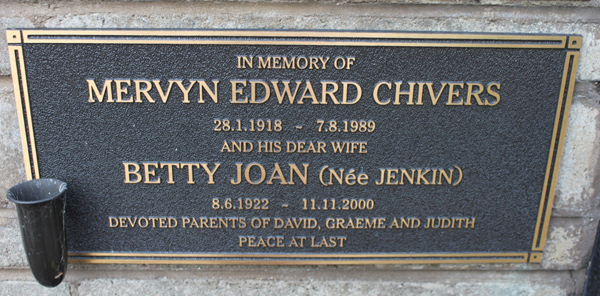 IN MEMORY OF
MERVYN EDWARD CHIVERS
28.1.1918 ~ 7.8.1989
AND HIS DEAR WIFE
BETTY JOAN (Née JENKIN)
8.6.1922 ~ 11.11.2000
DEVOTED PARENTS OF DAVID, GRAEME AND JUDITH
PEACE AT LAST